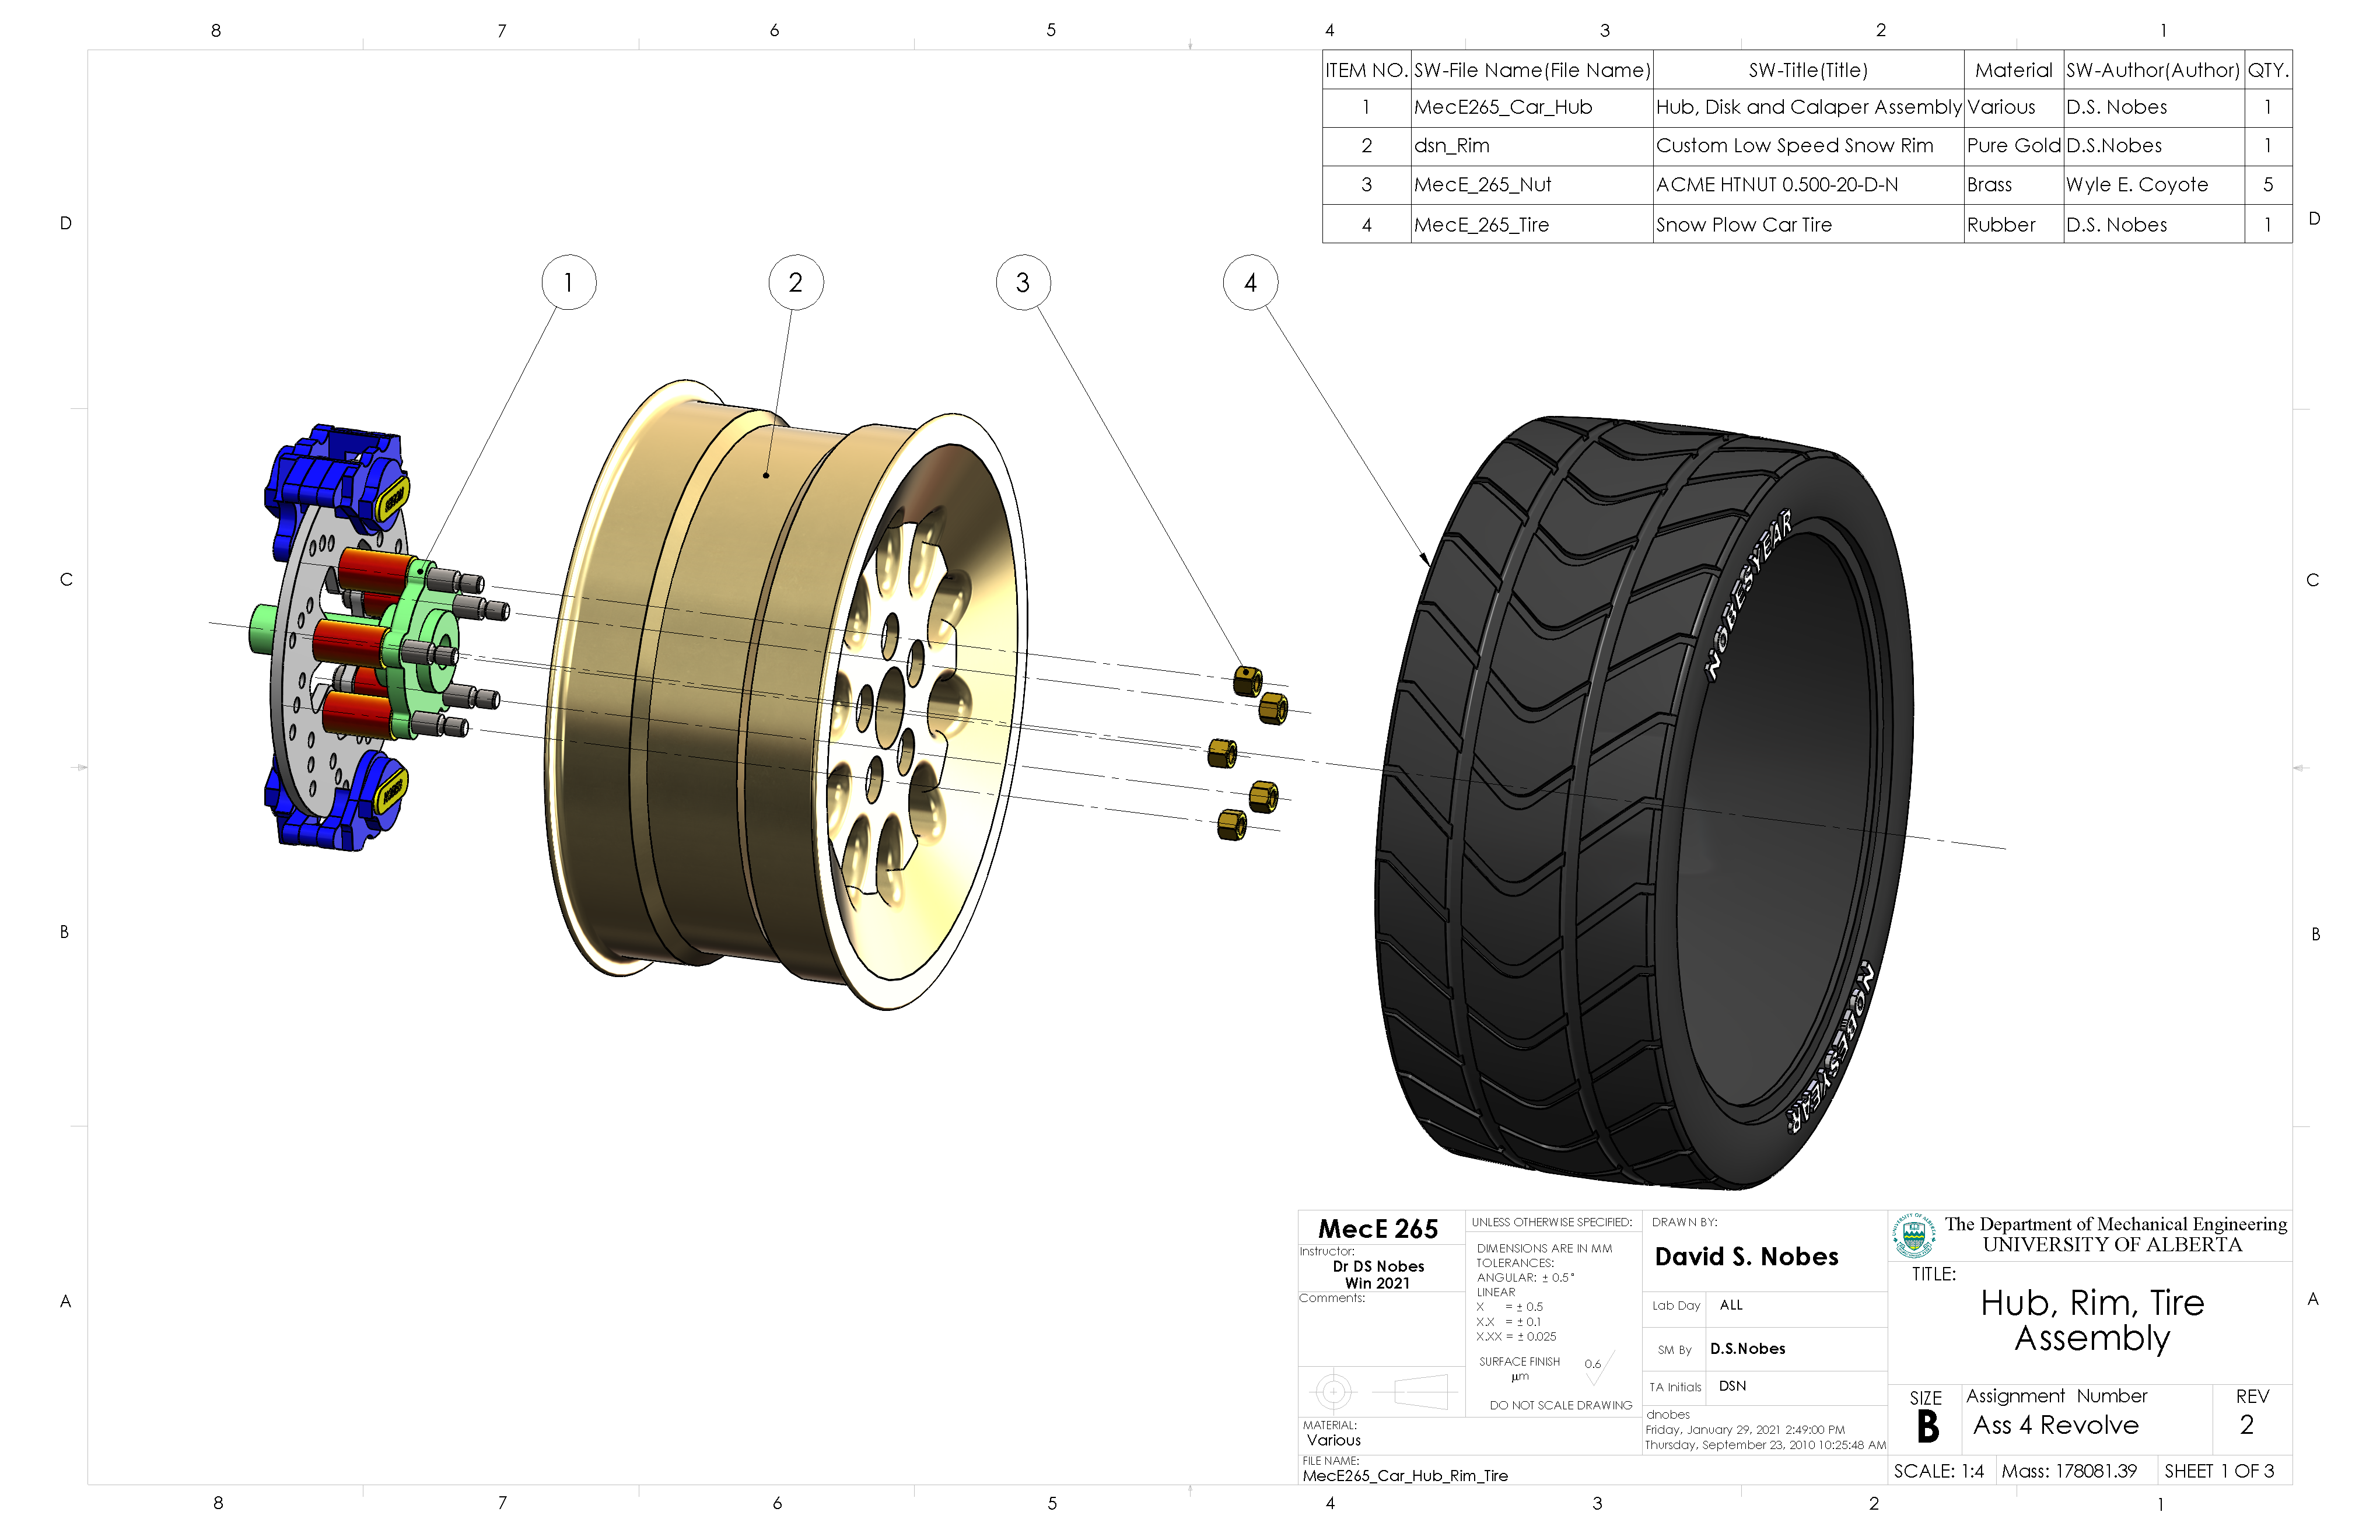 8 7 6 5 4 3 2 1
ITEM NO. SW-File Name(File Name) SW-Title(Title) Material SW-Author(Author) QTY.
1 MecE265_Car_Hub Hub, Disk and Calaper Assembly Various D.S. Nobes 1
2 dsn_Rim Custom Low Speed Snow Rim Pure Gold D.S.Nobes 1
3 MecE_265_Nut ACME HTNUT 0.500-20-D-N Brass Wyle E. Coyote 5
4 MecE_265_Tire Snow Plow Car Tire Rubber D.S. Nobes 1
D D
1 2 3 4
NOBESYEAR
C C
B B
NOBESYEAR
A A
MecE 265
Instructor:
Dr DS Nobes
Win 2021
Comments:
UNLESS OTHERWISE SPECIFIED:
DIMENSIONS ARE IN MM
TOLERANCES:
ANGULAR: ± 0.5°
LINEAR
X = ± 0.5
X.X = ± 0.1
X.XX = ± 0.025
SURFACE FINISH 0.6
µm
DO NOT SCALE DRAWING
MATERIAL:
Various
FILE NAME:
MecE265_Car_Hub_Rim_Tire
DRAWN BY:
David S. Nobes
Lab Day ALL
SM By D.S.Nobes
TA Initials DSN
dnobes
Friday, January 29, 2021 2:49:00 PM
Thursday, September 23, 2010 10:25:48 AM
UNIVERSITY OF ALBERTA
The Department of Mechanical Engineering
UNIVERSITY OF ALBERTA
TITLE:
Hub, Rim, Tire
Assembly
SIZE
B
Assignment Number
Ass 4 Revolve
REV
2
SCALE: 1:4 Mass: 178081.39 SHEET 1 OF 3
8 7 6 5 4 3 2 1